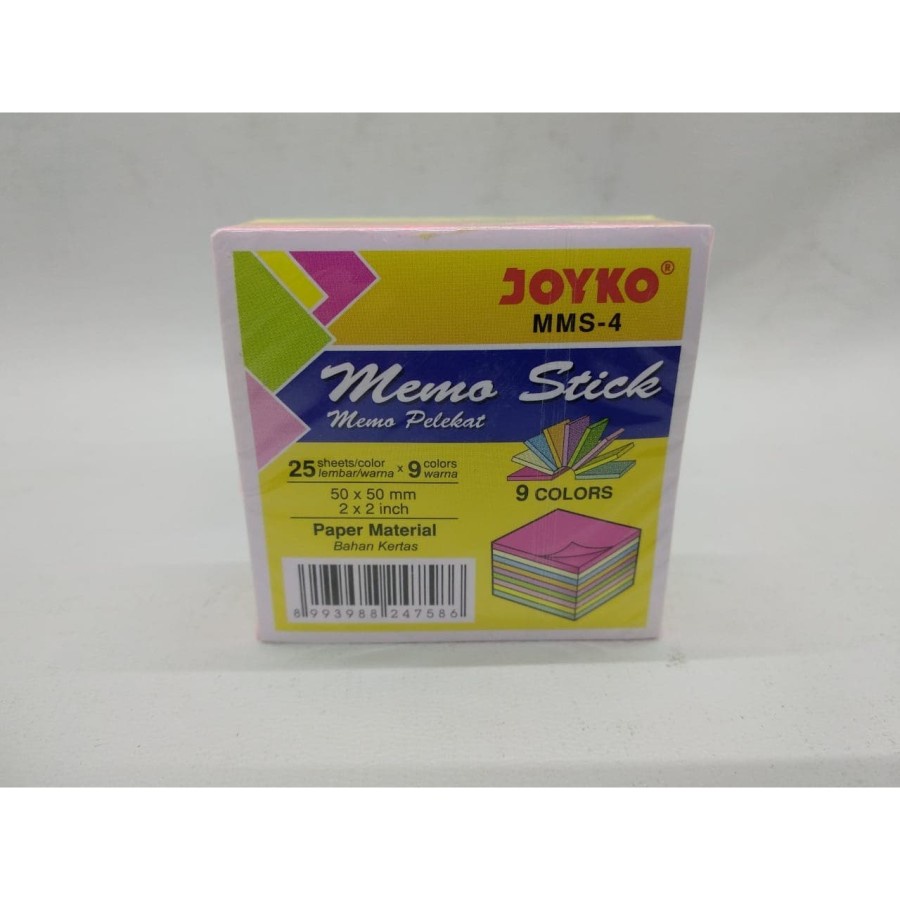 JOYKO®
MMS-4
Memo Stick
Memo Pelekat
25 sheets/color x 9 colors
lembar/warna warna
50 x 50 mm
2 x 2 inch
Paper Material
Bahan Kertas
9 COLORS
8 993988 247586